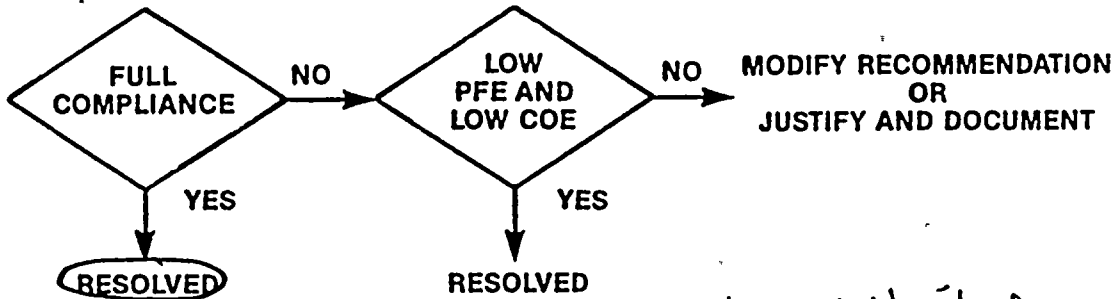 FULL
COMPLIANCE
NO
LOW
PFE AND
LOW COE
NO
MODIFY RECOMMENDATION
OR
JUSTIFY AND DOCUMENT
YES
YES
RESOLVED
RESOLVED